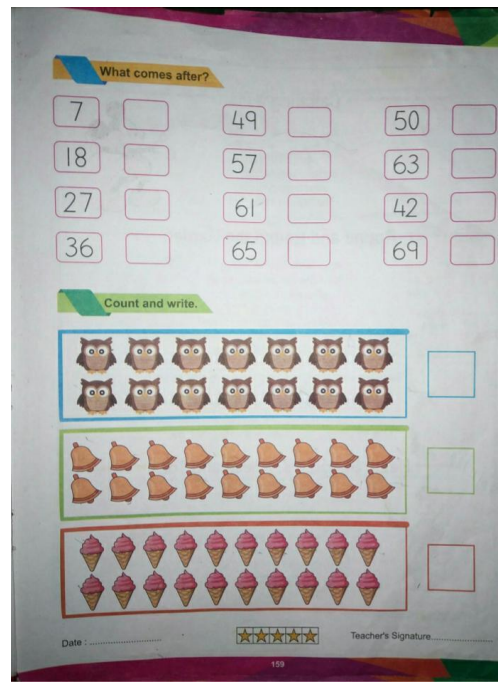 What comes after?
7 49 50
18 57 63
27 61 42
36 65 69
Count and write.
Date : ............................
Teacher's Signature........................
159